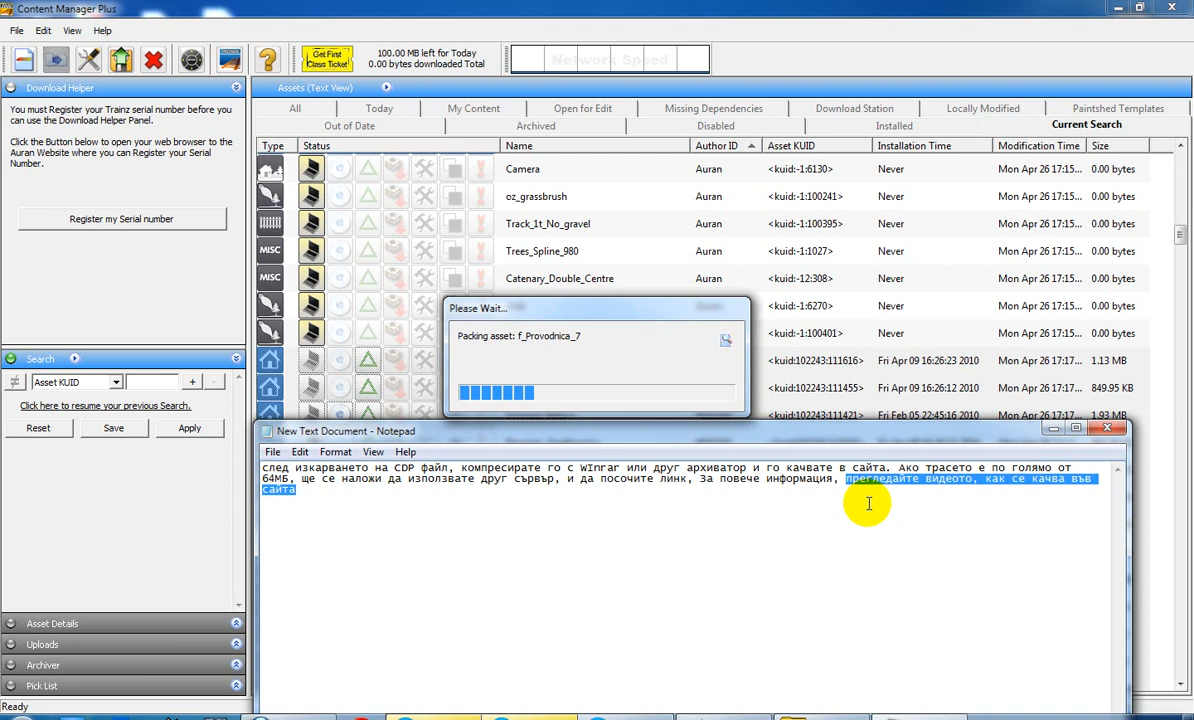 Content Manager Plus
File Edit View Help
Get First
Class Ticket
100.00 MB left for Today
0.00 bytes downloaded Total
Network Speed
Download Helper
You must Register your Trainz serial number before you
can use the Download Helper Panel.
Click the Button below to open your web browser to the
Auran Website where you can Register your Serial
Number.
Register my Serial number
Search
Asset KUID + -
Click here to resume your previous Search.
Reset Save Apply
Asset Details
Uploads
Archiver
Pick List
Ready
Assets (Text View)
All Today My Content Open for Edit Missing Dependencies Download Station Locally Modified Paintshed Templates
Out of Date Archived Disabled Installed Current Search
Type Status Name Author ID Asset KUID Installation Time Modification Time Size
Camera Auran <kuid:-1:6130> Never Mon Apr 26 17:15... 0.00 bytes
oz_grassbrush Auran <kuid:-1:100241> Never Mon Apr 26 17:15... 0.00 bytes
Track_1t_No_gravel Auran <kuid:-1:100395> Never Mon Apr 26 17:15... 0.00 bytes
MISC Trees_Spline_980 Auran <kuid:-1:1027> Never Mon Apr 26 17:15... 0.00 bytes
MISC Catenary_Double_Centre Auran <kuid:-12:308> Never Mon Apr 26 17:15... 0.00 bytes
<kuid:-1:6270> Never Mon Apr 26 17:15... 0.00 bytes
<kuid:-1:100401> Never Mon Apr 26 17:15... 0.00 bytes
<kuid:102243:111616> Fri Apr 09 16:26:23 2010 Mon Apr 26 17:17... 1.13 MB
<kuid:102243:111455> Fri Apr 09 16:26:12 2010 Mon Apr 26 17:17... 849.95 KB
<kuid:102243:111421> Fri Feb 05 22:45:16 2010 Mon Apr 26 17:17... 1.93 MB
Please Wait...
Packing asset: f_Provodnica_7
New Text Document - Notepad
File Edit Format View Help
след изкарването на CDP файл, компресирате го с WInrar или друг архиватор и го качвате в сайта. Ако трасето е по голямо от
64МБ, ще се наложи да използвате друг сървър, и да посочите линк, За повече информация, прегледайте видеото, как се качва във
сайта